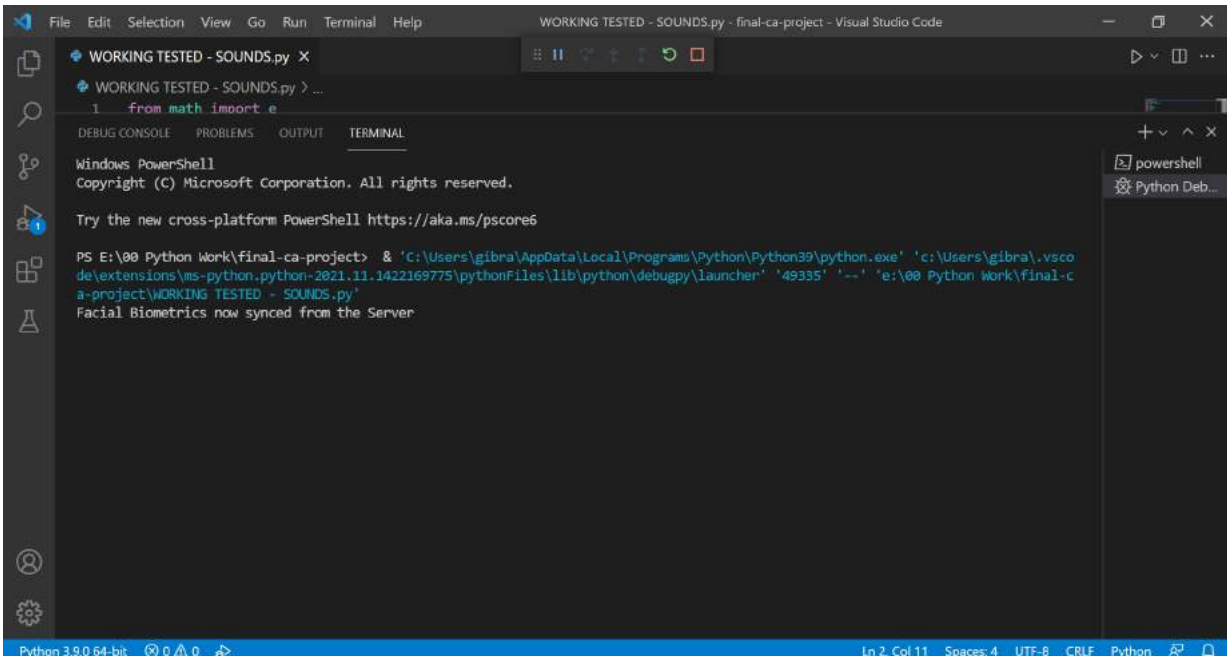 File Edit Selection View Go Run Terminal Help WORKING TESTED - SOUNDS.py - final-ca-project - Visual Studio Code
WORKING TESTED - SOUNDS.py X
WORKING TESTED - SOUNDS.py > ...
1 from math import e
DEBUG CONSOLE PROBLEMS OUTPUT TERMINAL
Windows PowerShell
Copyright (C) Microsoft Corporation. All rights reserved.
Try the new cross-platform PowerShell https://aka.ms/pscore6
PS E:\00 Python Work\final-ca-project> & 'C:\Users\gibra\AppData\Local\Programs\Python\Python39\python.exe' 'c:\Users\gibra\.vsco
de\extensions\ms-python.python-2021.11.1422169775\pythonFiles\lib\python\debugpy\launcher' '49335' '--' 'e:\00 Python Work\final-c
a-project\WORKING TESTED - SOUNDS.py'
Facial Biometrics now synced from the Server
powershell
Python Deb...
1
Python 3.9.0 64-bit 0 0 Ln 2, Col 11 Spaces: 4 UTF-8 CRLF Python